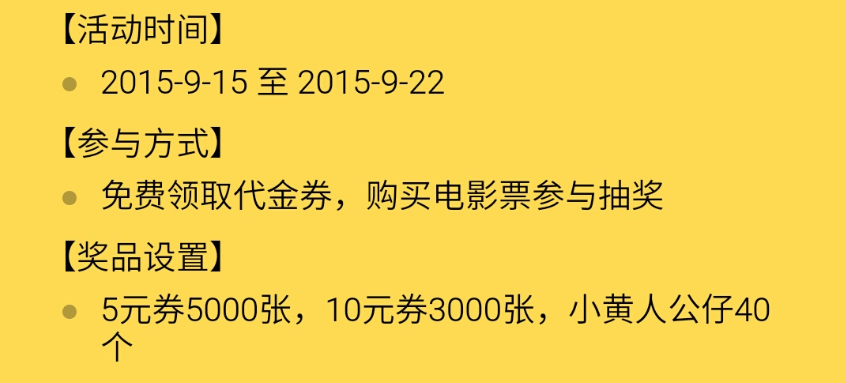 【活动时间】
2015-9-15 至 2015-9-22
【参与方式】
免费领取代金券，购买电影票参与抽奖
【奖品设置】
5元券5000张，10元券3000张，小黄人公仔40
个